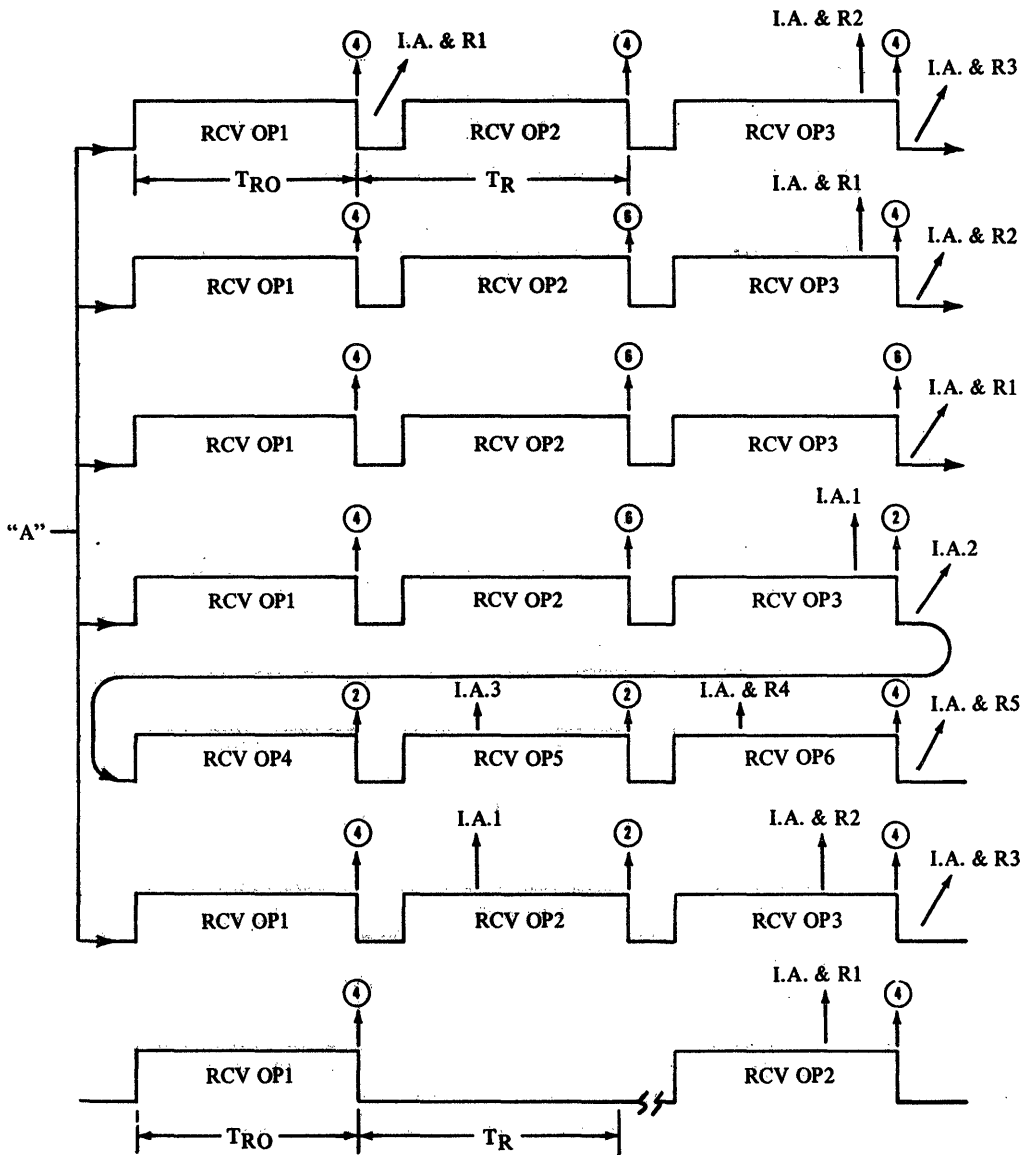 I.A. & R2
④ I.A. & R1 ④ ④ I.A. & R3
RCV OP1 RCV OP2 RCV OP3
TRO TR
I.A. & R1
④ ⑥ ④ I.A. & R2
RCV OP1 RCV OP2 RCV OP3
④ ⑥ ⑥
I.A. & R1
RCV OP1 RCV OP2 RCV OP3
I.A.1
④ ⑥ ②
“A”
I.A.2
RCV OP1 RCV OP2 RCV OP3
② I.A.3 ② I.A. & R4 ④ I.A. & R5
RCV OP4 RCV OP5 RCV OP6
④ I.A.1 ② I.A. & R2 ④
I.A. & R3
RCV OP1 RCV OP2 RCV OP3
I.A. & R1
④ ④
RCV OP1 RCV OP2
TRO TR